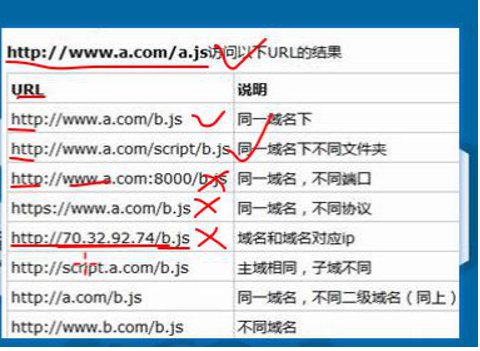 http://www.a.com/a.js访问以下URL的结果
URL 说明
http://www.a.com/b.js 同一域名下
http://www.a.com/script/b.js 同一域名下不同文件夹
http://www.a.com:8000/b.js 同一域名，不同端口
https://www.a.com/b.js 同一域名，不同协议
http://70.32.92.74/b.js 域名和域名对应ip
http://script.a.com/b.js 主域相同，子域不同
http://a.com/b.js 同一域名，不同二级域名（同上）
http://www.b.com/b.js 不同域名